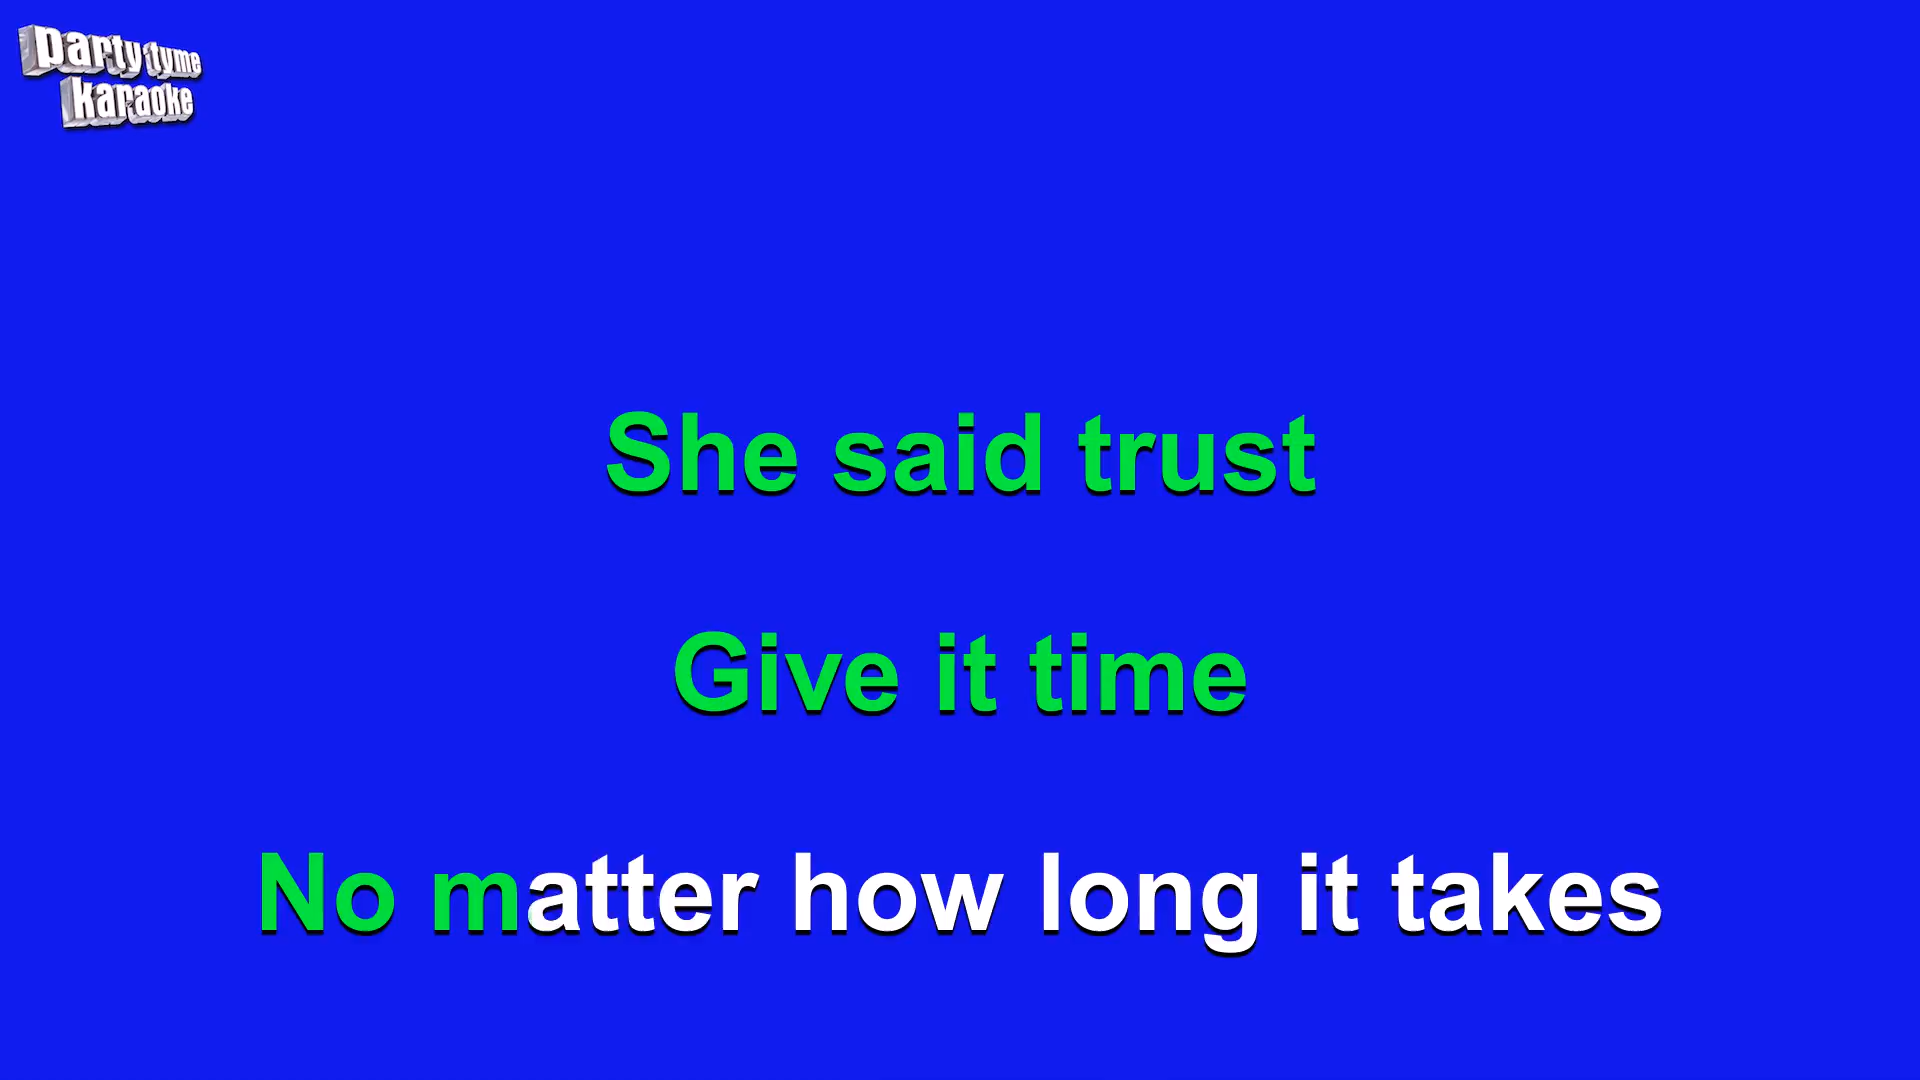 party tyme
karaoke
She said trust
Give it time
No matter how long it takes